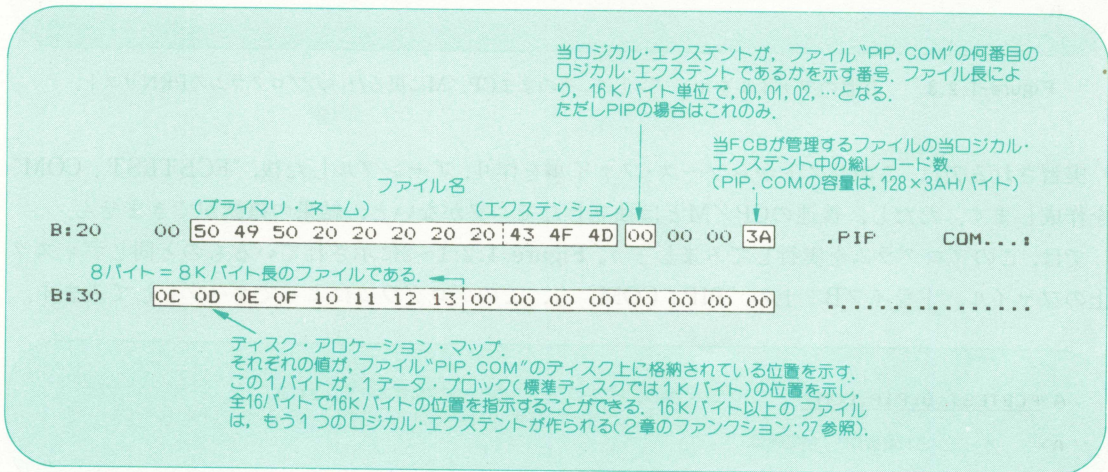 当ロジカル・エクステントが, ファイル"PIP.COM"の何番目の
ロジカル・エクステントであるかを示す番号. ファイル長によ
り, 16Kバイト単位で, 00, 01, 02, …となる.
ただしPIPの場合はこれのみ.
当FCBが管理するファイルの当ロジカル・
エクステント中の総レコード数.
(PIP.COMの容量は, 128×3AH/バイト)
ファイル名
(プライマリ・ネーム) (エクステンション)
B:20 00 50 49 50 20 20 20 20 20 43 4F 4D 00 00 00 3A .PIP COM...:
8バイト=8Kバイト長のファイルである.
B:30 0C 0D 0E 0F 10 11 12 13 00 00 00 00 00 00 00 00 ................
ディスク・アロケーション・マップ.
それぞれの値が, ファイル"PIP.COM"のディスク上に格納されている位置を示す.
この1バイトが, 1データ・ブロック(標準ディスクでは1Kバイト)の位置を示し,
全16バイトで16Kバイトの位置を指示することができる. 16Kバイト以上のファイル
は, もう1つのロジカル・エクステントが作られる(2章のファンクション:27参照).